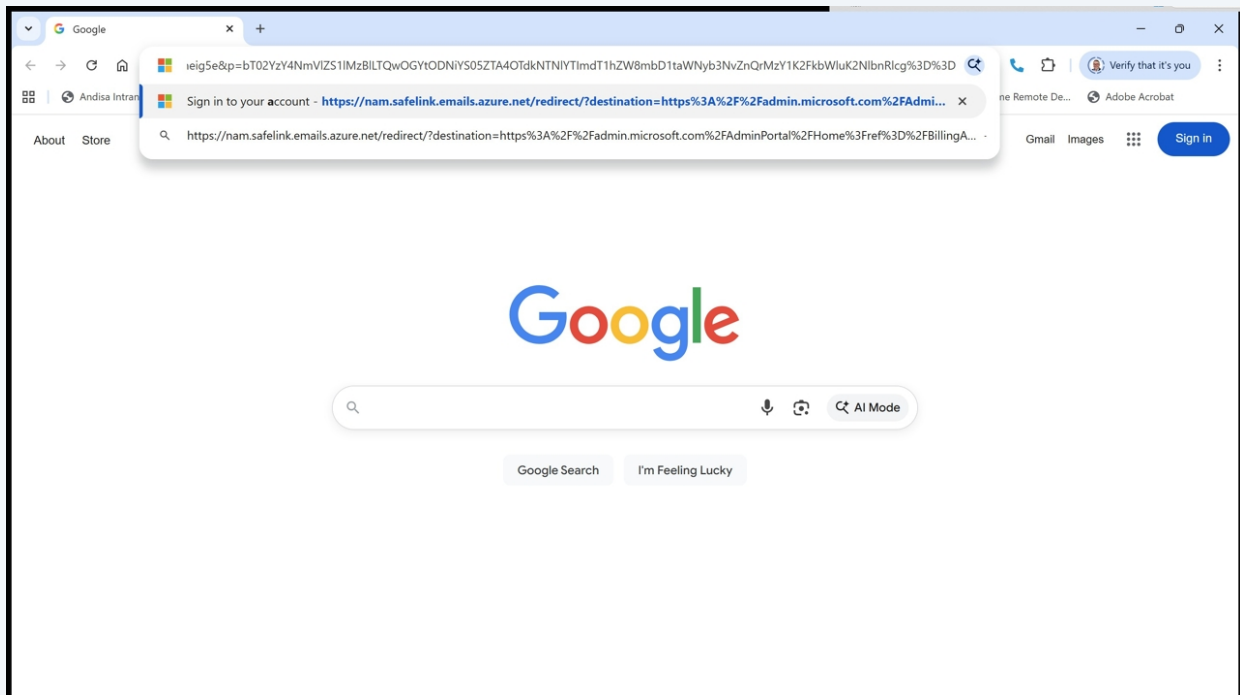 Google
neig5e&p=bT02YzY4NmVlZS1lMzBlLTQwOGYtODNiYS05ZTA4OTdkNTNlYTlmdT1hZW8mbD1taWNyb3NvZnQrMzY1K2FkbWluK2NlbnRlcg%3D%3D
Verify that it's you
Andisa Intran
Sign in to your account - https://nam.safelink.emails.azure.net/redirect/?destination=https%3A%2F%2Fadmin.microsoft.com%2FAdmi...
me Remote De...
Adobe Acrobat
https://nam.safelink.emails.azure.net/redirect/?destination=https%3A%2F%2Fadmin.microsoft.com%2FAdminPortal%2FHome%3Fref%3D%2FBillingA...
About Store
Gmail Images
Sign in
Google
AI Mode
Google Search
I'm Feeling Lucky